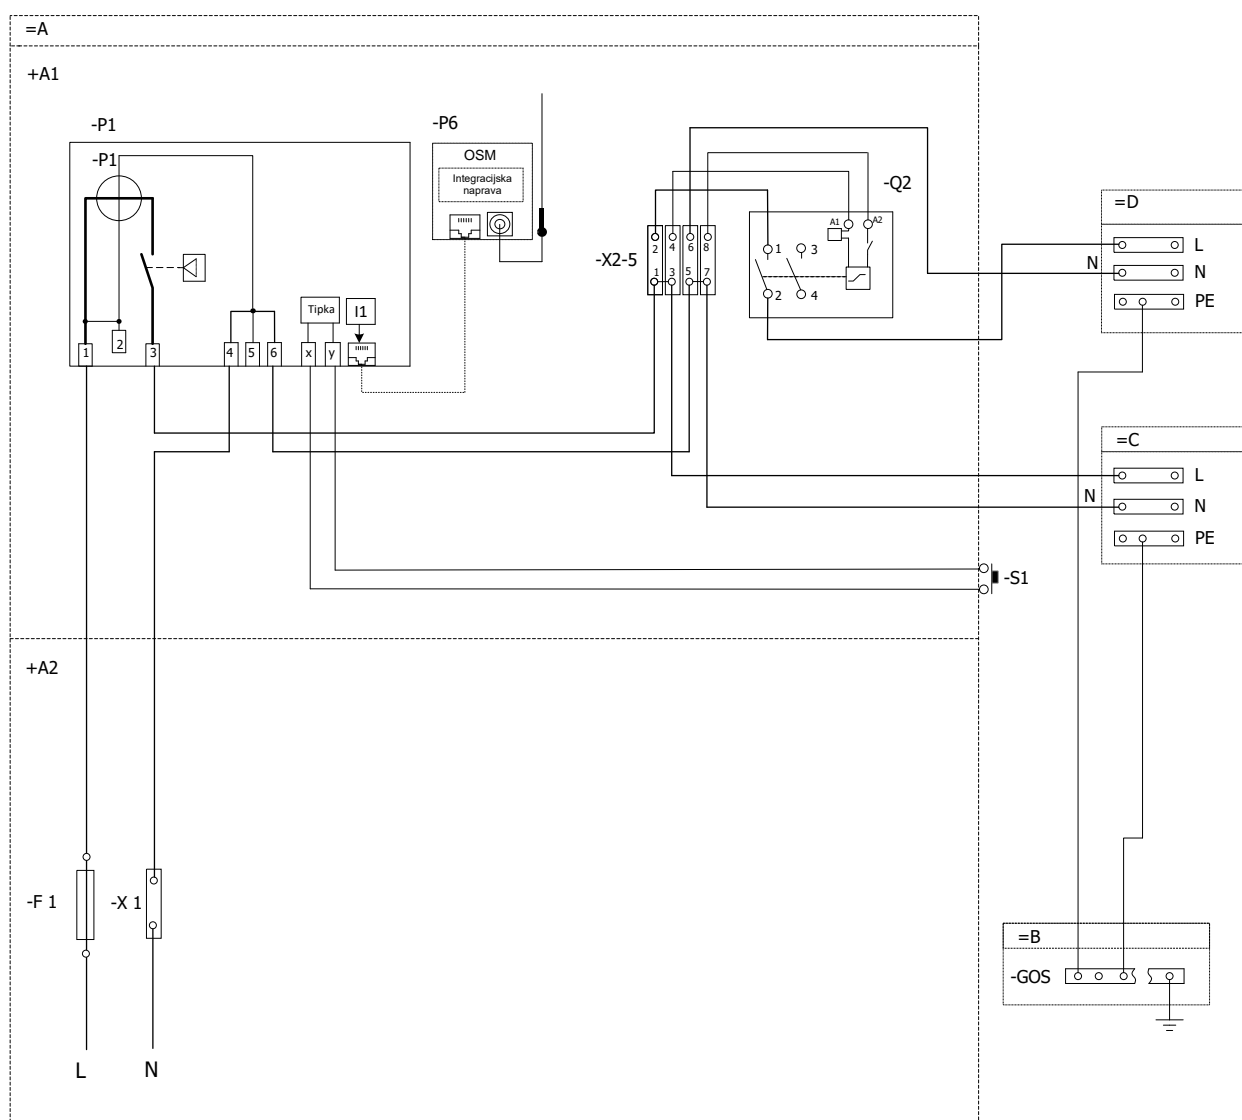 =A
+A1
-P1
-P1
-P6
OSM
Integracijska
naprava
-Q2
A1
A2
-X2-5
2
4
6
8
1
3
5
7
1
3
2
4
=D
L
N
N
PE
Tipka
I1
1
2
3
4
5
6
x
y
=C
L
N
N
PE
-S1
+A2
-F 1
-X 1
=B
-GOS
L
N